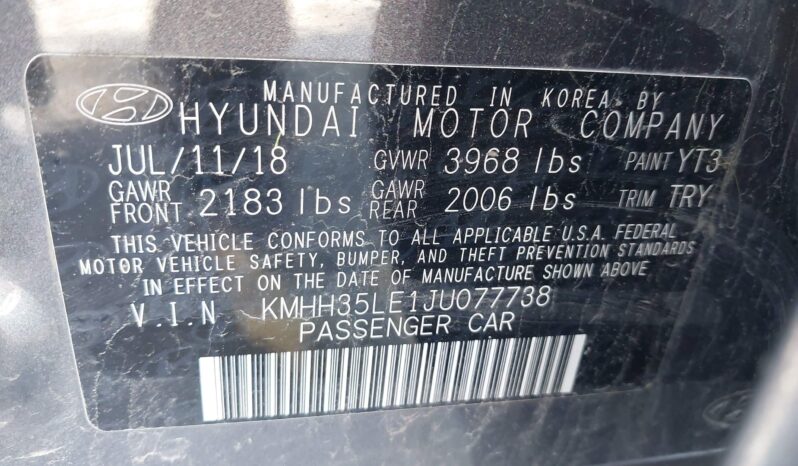 MANUFACTURED IN KOREA BY
HYUNDAI MOTOR COMPANY
JUL/11/18 GVWR 3968 lbs PAINT YT3
GAWR FRONT 2183 lbs GAWR REAR 2006 lbs TRIM TRY
THIS VEHICLE CONFORMS TO ALL APPLICABLE U.S.A. FEDERAL
MOTOR VEHICLE SAFETY, BUMPER, AND THEFT PREVENTION STANDARDS
IN EFFECT ON THE DATE OF MANUFACTURE SHOWN ABOVE
V.I.N KMHH35LE1JU077738
PASSENGER CAR